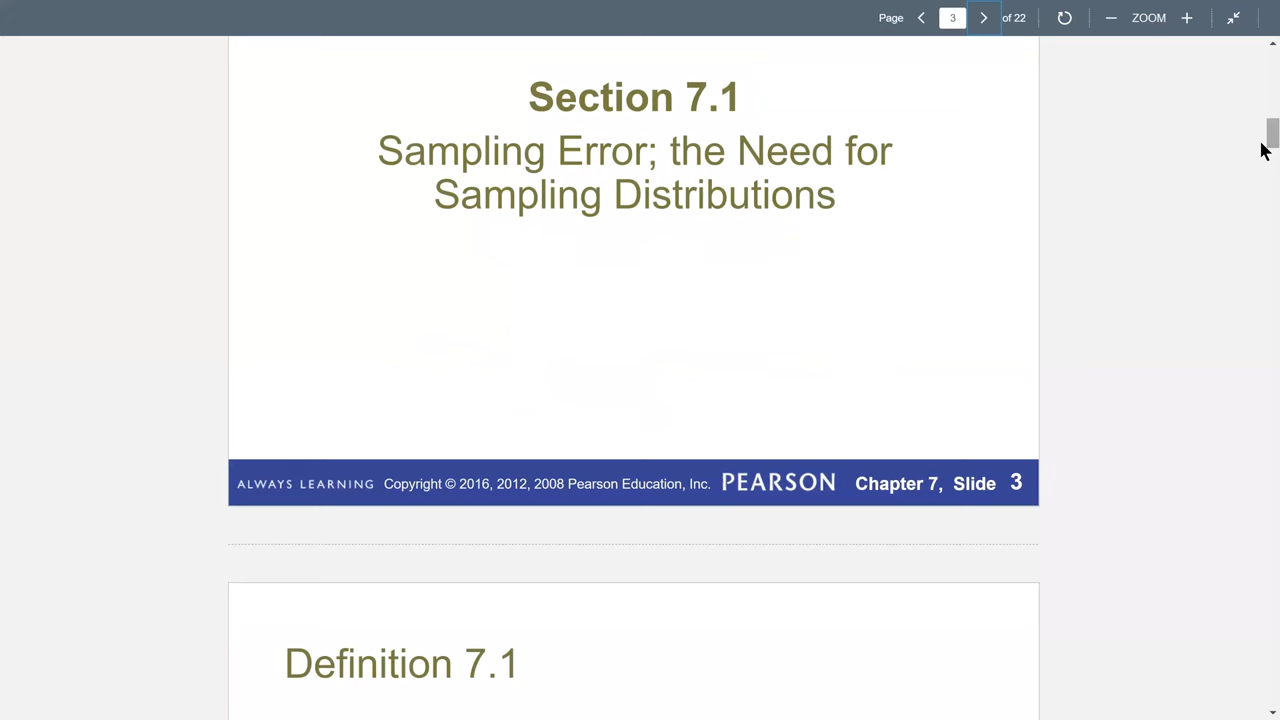 Page 3 of 22 ZOOM
Section 7.1
Sampling Error; the Need for
Sampling Distributions
ALWAYS LEARNING Copyright © 2016, 2012, 2008 Pearson Education, Inc. PEARSON Chapter 7, Slide 3
Definition 7.1